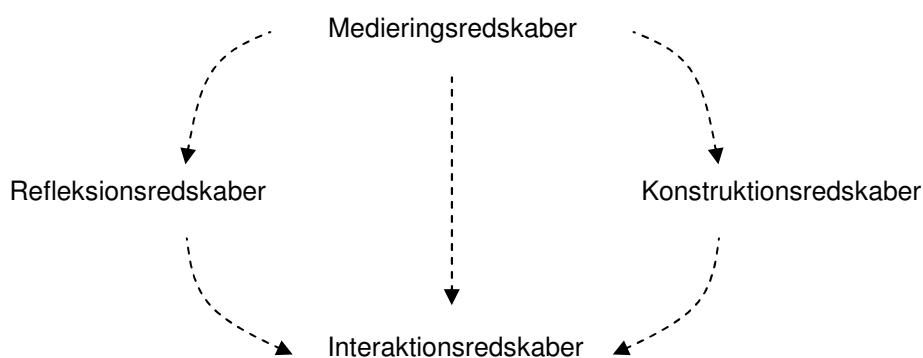 Medieringsredskaber
Refleksionsredskaber
Konstruktionsredskaber
Interaktionsredskaber